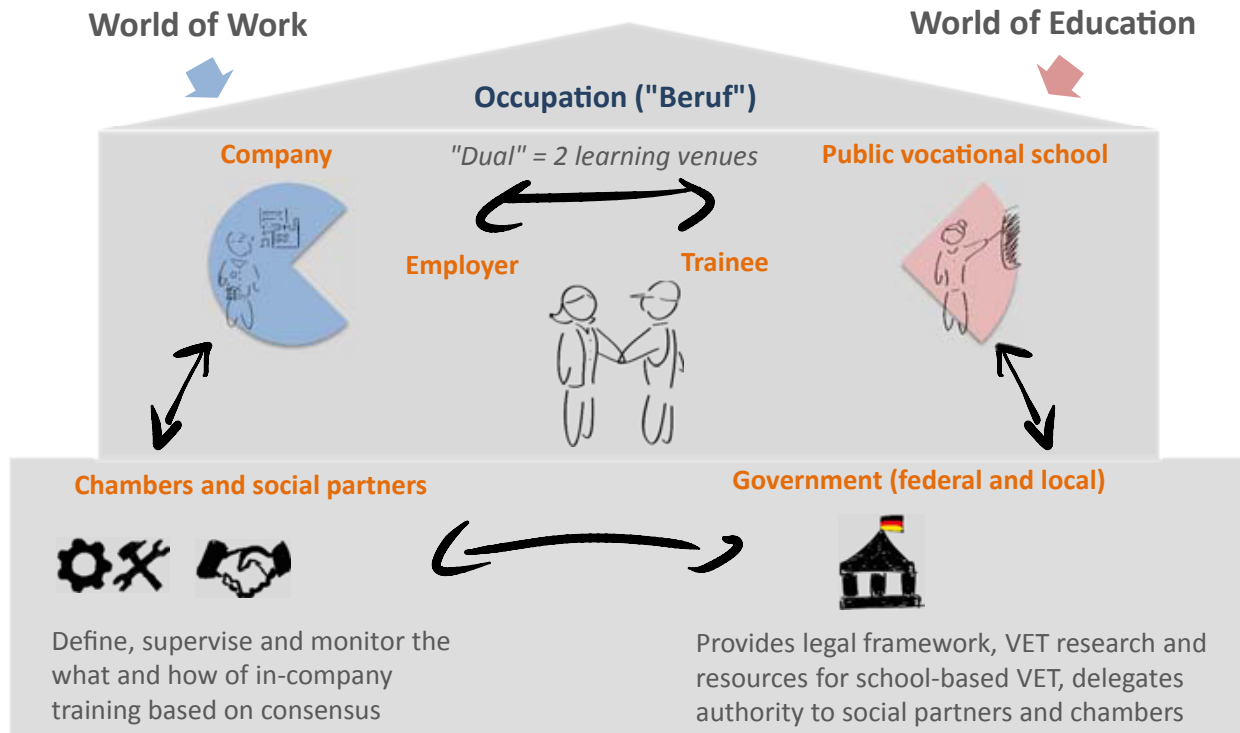 World of Work
World of Education
Occupation ("Beruf")
Company
"Dual" = 2 learning venues
Public vocational school
Employer
Trainee
Chambers and social partners
Government (federal and local)
Define, supervise and monitor the
what and how of in-company
training based on consensus
Provides legal framework, VET research and
resources for school-based VET, delegates
authority to social partners and chambers